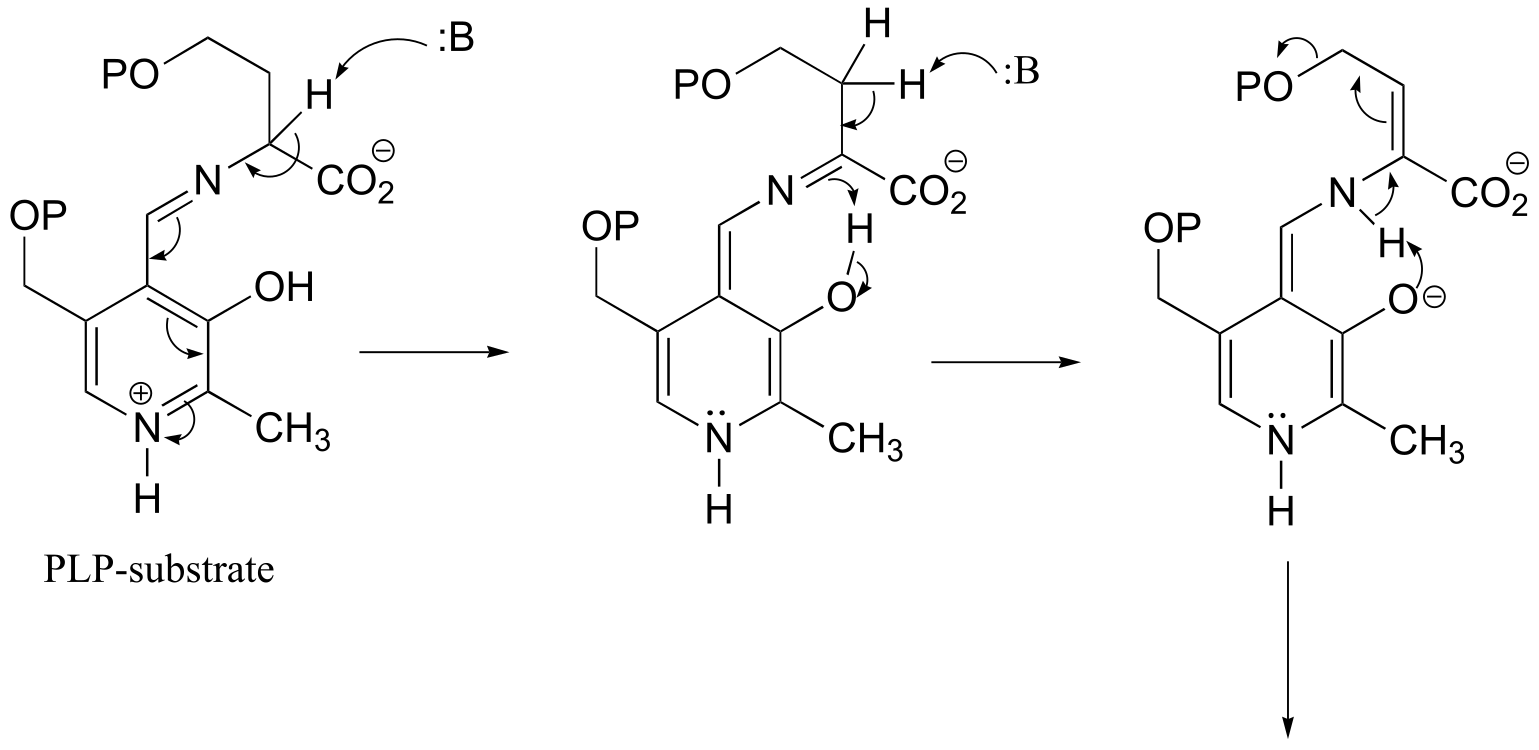 :B
PO
H
N
CO2 ⊖
OP
OH
⊕
N
CH3
H
PLP-substrate
H
PO
H
:B
N
CO2 ⊖
OP
H
O
N
CH3
H
PO
N
CO2 ⊖
OP
H
O⊖
N
CH3
H